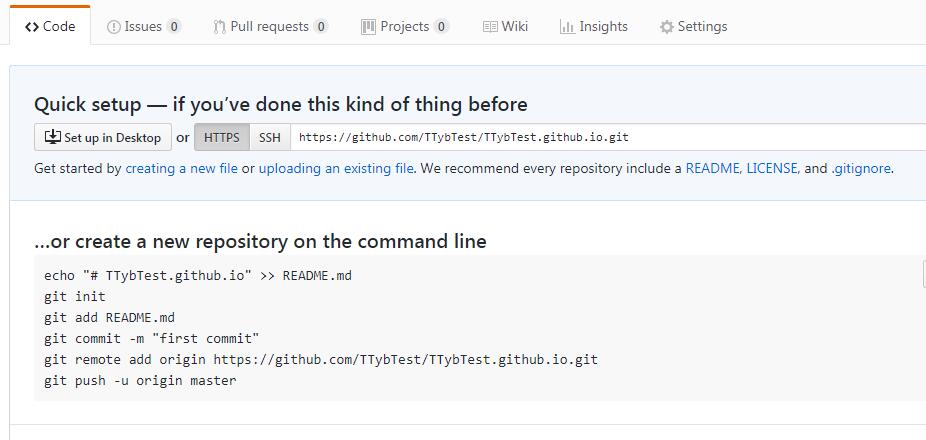 Code Issues 0 Pull requests 0 Projects 0 Wiki Insights Settings
Quick setup — if you’ve done this kind of thing before
Set up in Desktop or HTTPS SSH https://github.com/TTybTest/TTybTest.github.io.git
Get started by creating a new file or uploading an existing file. We recommend every repository include a README, LICENSE, and .gitignore.
…or create a new repository on the command line
echo "# TTybTest.github.io" >> README.md
git init
git add README.md
git commit -m "first commit"
git remote add origin https://github.com/TTybTest/TTybTest.github.io.git
git push -u origin master